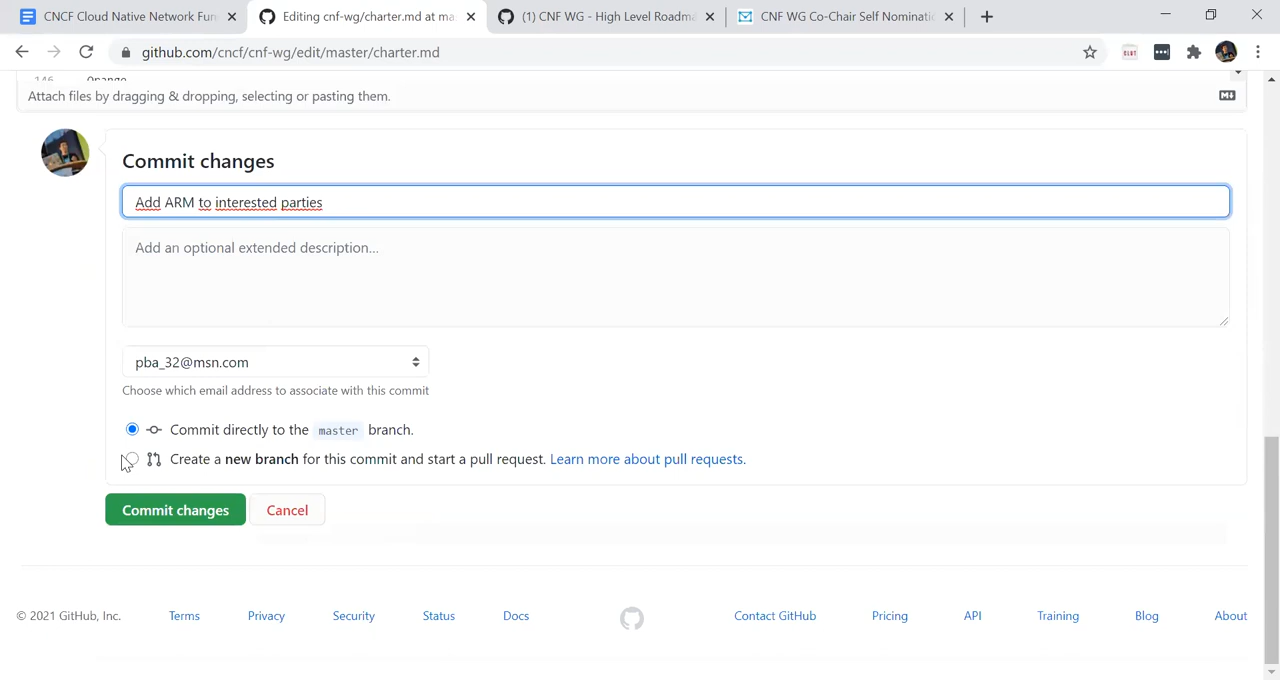 CNCF Cloud Native Network Fun
Editing cnf-wg/charter.md at ma
(1) CNF WG - High Level Roadma
CNF WG Co-Chair Self Nominatio
github.com/cncf/cnf-wg/edit/master/charter.md
146 Orange
Attach files by dragging & dropping, selecting or pasting them.
Commit changes
Add ARM to interested parties
Add an optional extended description...
pba_32@msn.com
Choose which email address to associate with this commit
Commit directly to the master branch.
Create a new branch for this commit and start a pull request. Learn more about pull requests.
Commit changes Cancel
© 2021 GitHub, Inc. Terms Privacy Security Status Docs Contact GitHub Pricing API Training Blog About